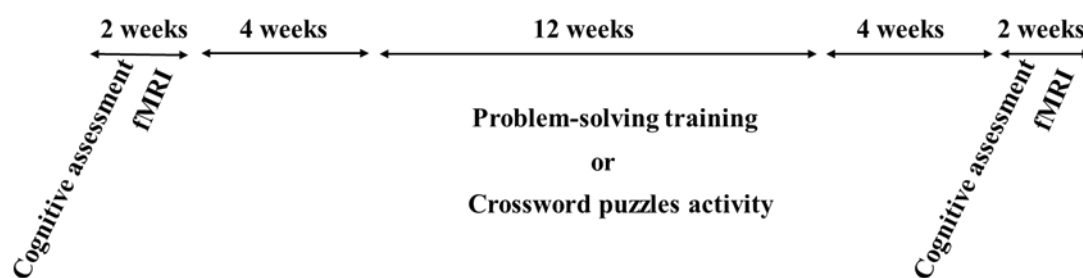 2 weeks 4 weeks 12 weeks 4 weeks 2 weeks
Cognitive assessment
fMRI
Problem-solving training
or
Crossword puzzles activity
Cognitive assessment
fMRI